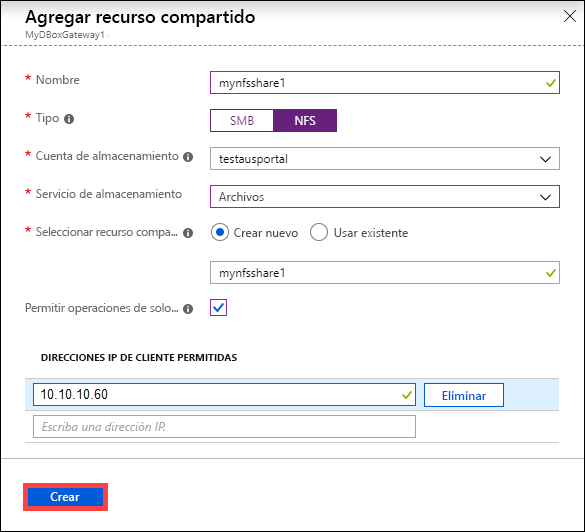 Agregar recurso compartido
MyDBoxGateway1
* Nombre
mynfsshare1
* Tipo
SMB NFS
* Cuenta de almacenamiento
testausportal
* Servicio de almacenamiento
Archivos
* Seleccionar recurso compa...
Crear nuevo Usar existente
mynfsshare1
Permitir operaciones de solo...
DIRECCIONES IP DE CLIENTE PERMITIDAS
10.10.10.60 Eliminar
Escriba una dirección IP.
Crear